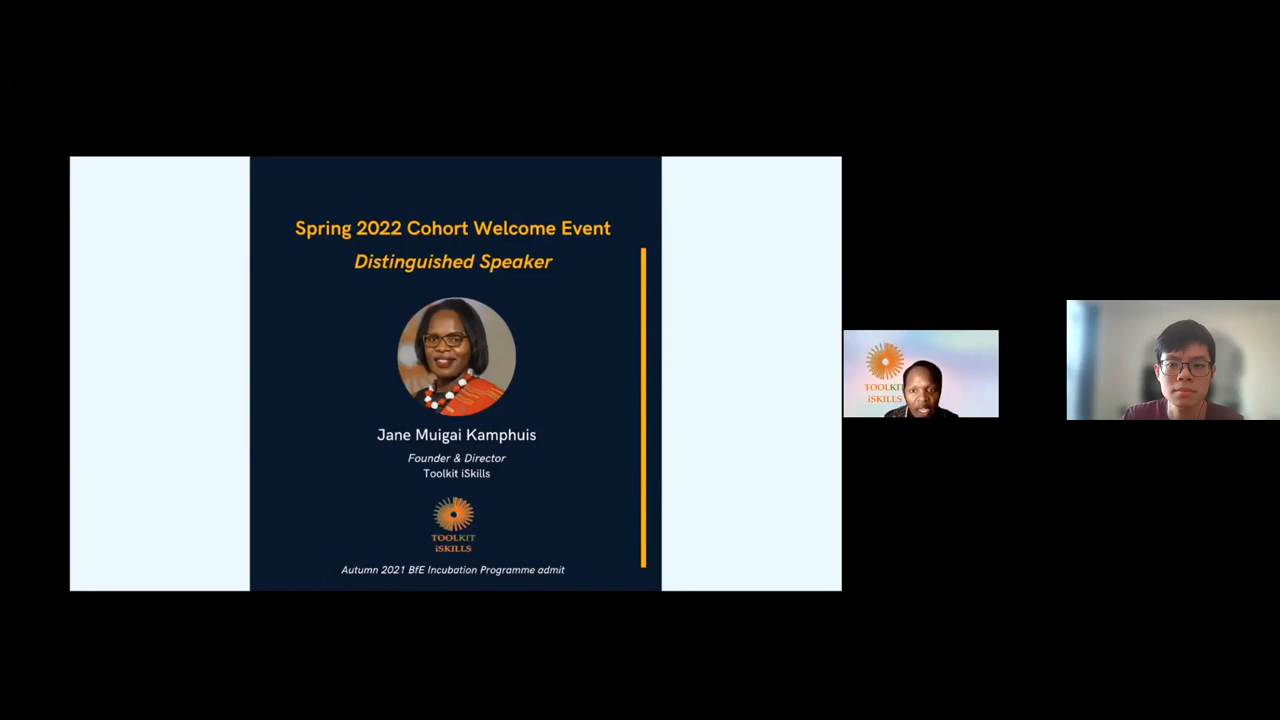 Spring 2022 Cohort Welcome Event
Distinguished Speaker
Jane Muigai Kamphuis
Founder & Director
Toolkit iSkills
TOOLKIT
iSKILLS
Autumn 2021 BfE Incubation Programme admit
TOOLKIT
iSKILLS